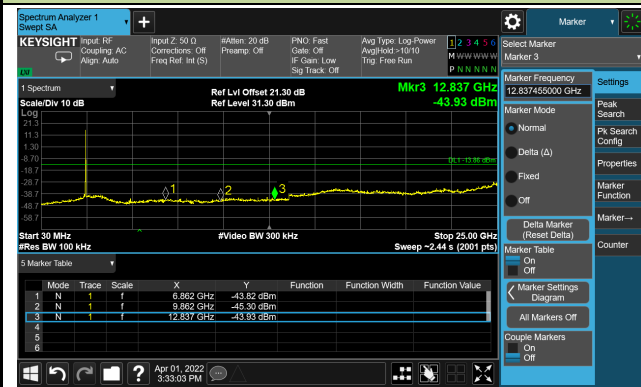 Spectrum Analyzer 1
Swept SA
Marker
KEYSIGHT Input: RF Input Z: 50 Ω #Atten: 20 dB PNO: Fast Avg Type: Log-Power 1 2 3 4 5 6
Coupling: AC Corrections: Off Preamp: Off Gate: Off Avg|Hold:>10/10 M W W W W W
Align: Auto Freq Ref: Int (S) IF Gain: Low Trig: Free Run
Sig Track: Off P N N N N N
LXI
Select Marker
Marker 3
1 Spectrum
Scale/Div 10 dB
Ref Lvl Offset 21.30 dB
Ref Level 31.30 dBm
Mkr3 12.837 GHz
-43.93 dBm
Log
21.3
11.3
1.30
-8.70
-18.7
-28.7
-38.7
-48.7
-58.7
DL1 -13.86 dBm
1
2
3
Start 30 MHz #Video BW 300 kHz Stop 25.00 GHz
#Res BW 100 kHz Sweep ~2.44 s (2001 pts)
5 Marker Table
Mode Trace Scale X Y Function Function Width Function Value
1 N 1 f 6.862 GHz -43.82 dBm
2 N 1 f 9.862 GHz -45.30 dBm
3 N 1 f 12.837 GHz -43.93 dBm
4
5
6
Marker Frequency
12.837455000 GHz
Marker Mode
Normal
Delta (Δ)
Fixed
Off
Delta Marker
(Reset Delta)
Marker Table
On
Off
Marker Settings
Diagram
All Markers Off
Couple Markers
On
Off
Settings
Peak
Search
Pk Search
Config
Properties
Marker
Function
Marker→
Counter
?
Apr 01, 2022
3:33:03 PM